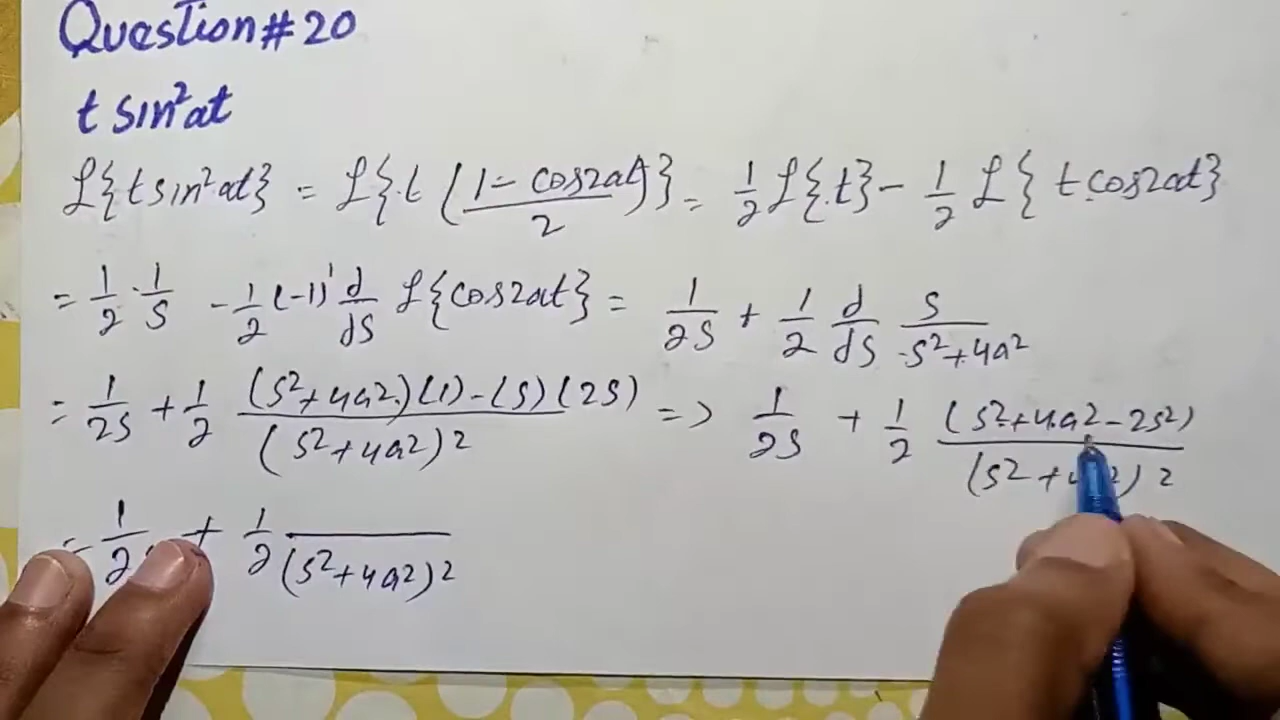 Question#20
t sin²at
ℒ{t sin²at} = ℒ{t (1 - cos2at)/2} = 1/2 ℒ{t} - 1/2 ℒ{ t cos2at}
= 1/2 · 1/s - 1/2 (-1)¹ d/ds ℒ{cos2at} = 1/2s + 1/2 d/ds s/(s²+4a²)
= 1/2s + 1/2 (s²+4a²)(1) - (s)(2s)/(s²+4a²)² => 1/2s + 1/2 (s²+4a²-2s²)/(s²+4a²)²
= 1/2s + 1/2 /(s²+4a²)²